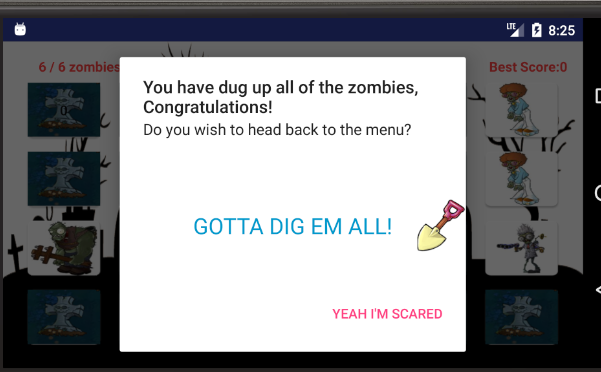 LTE 8:25
6 / 6 zombies
Best Score:0
0
You have dug up all of the zombies,
Congratulations!
Do you wish to head back to the menu?
GOTTA DIG EM ALL!
YEAH I'M SCARED